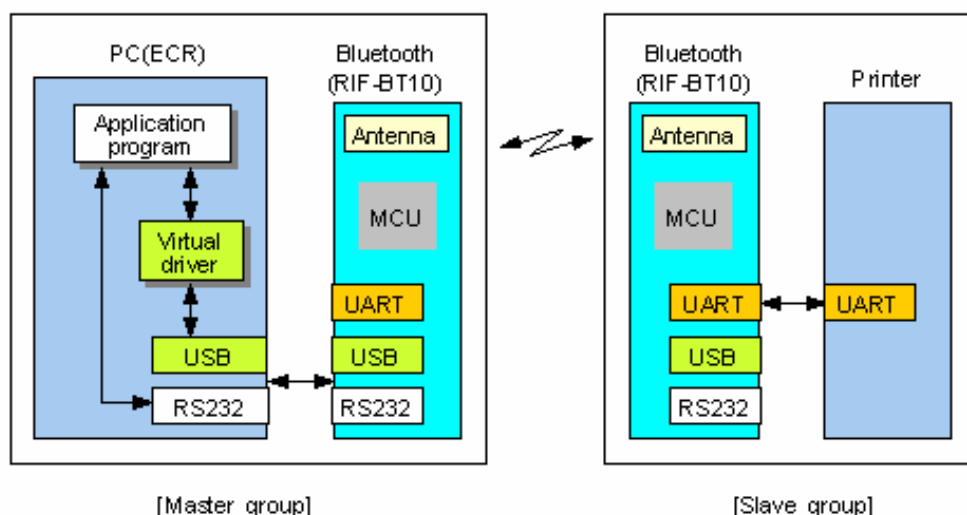 PC(ECR)
Bluetooth
(RIF-BT10)
Application
program
Virtual
driver
USB
RS232
Antenna
MCU
UART
USB
RS232
[Master group]
Bluetooth
(RIF-BT10)
Printer
Antenna
MCU
UART
USB
RS232
UART
[Slave group]